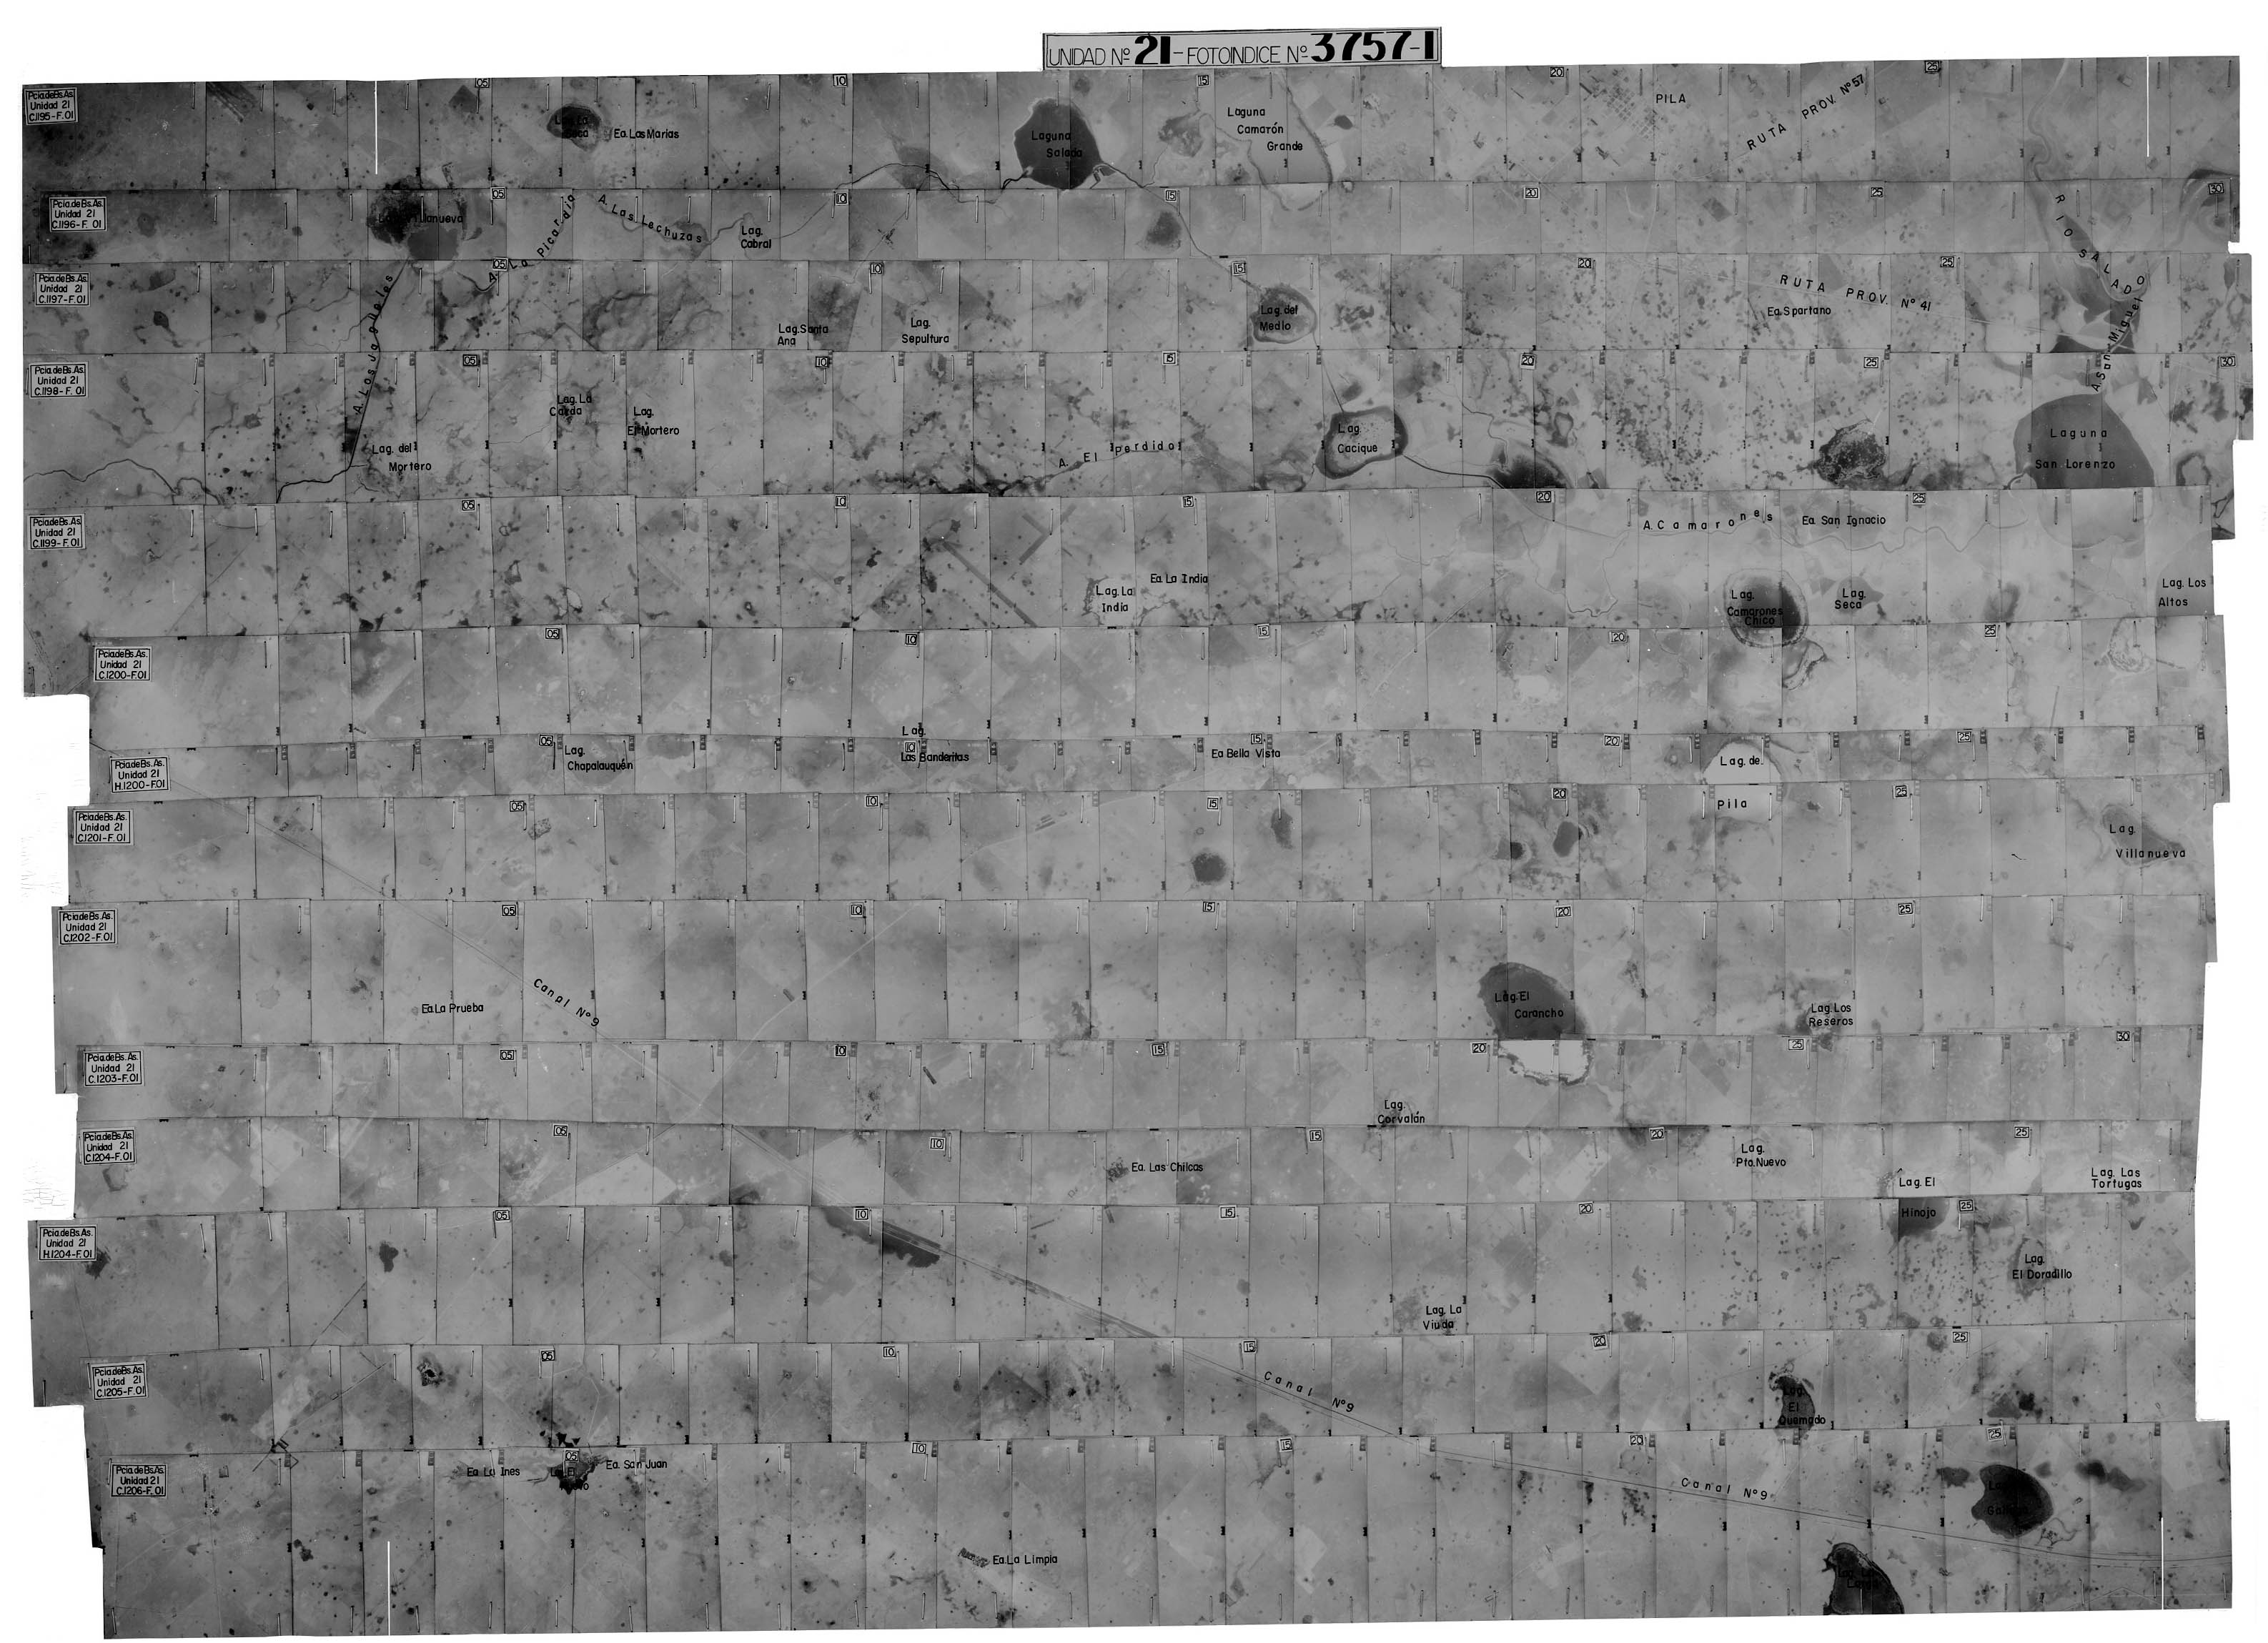 UNIDAD Nº 21 - FOTOINDICE Nº 3757-1
Pcia.de Bs.As.
Unidad 21
C.1195-F.01
05
10
15
20
25
Ea. Las Marias
Laguna
Salada
Laguna
Camarón
Grande
PILA
RUTA PROV. Nº 57
Pcia.de Bs.As.
Unidad 21
C.1196-F. 01
05
10
15
20
25
30
A. La Picardia
A. Las Lechuzas
Lag.
Cabral
RIO SALADO
Pcia.de Bs.As.
Unidad 21
C.1197-F.01
05
10
15
20
25
A. Los Jagüeles
Lag. Santa
Ana
Lag.
Sepultura
Lag. del
Medio
RUTA PROV. Nº 41
Ea. Spartano
A. San Miguel
Pcia.de Bs.As.
Unidad 21
C.1198-F. 01
05
10
15
20
25
30
Lag. La
Carda
Lag.
El Mortero
Lag. del
Mortero
A. El Perdido
Lag.
Cacique
Laguna
San Lorenzo
Pcia.de Bs.As.
Unidad 21
C.1199-F.01
05
10
15
20
25
A. Camarones
Ea. San Ignacio
Ea. La India
Lag. La
India
Lag.
Camarones
Chico
Lag.
Seca
Lag. Los
Altos
Pcia.de Bs.As.
Unidad 21
C.1200-F.01
05
10
15
20
25
Lag.
Las Banderitas
Pcia.de Bs.As.
Unidad 21
H.1200-F.01
05
10
15
20
25
Lag.
Chapalauquén
Ea. Bella Vista
Lag. de
Pila
Pcia.de Bs.As.
Unidad 21
C.1201-F.01
05
10
15
20
25
Lag.
Villanueva
Pcia.de Bs.As.
Unidad 21
C.1202-F.01
05
10
15
20
25
Ea. La Prueba
Canal Nº 9
Lag. El
Carancho
Lag. Los
Reseros
Pcia.de Bs.As.
Unidad 21
C.1203-F.01
05
10
15
20
25
30
Lag.
Corvalán
Pcia.de Bs.As.
Unidad 21
C.1204-F.01
05
10
15
20
25
Ea. Las Chilcas
Lag.
Pto. Nuevo
Lag. El
Hinojo
Lag. Las
Tortugas
Pcia.de Bs.As.
Unidad 21
H.1204-F.01
05
10
15
20
25
Lag.
El Doradillo
Lag. La
Viuda
Pcia.de Bs.As.
Unidad 21
C.1205-F.01
05
10
15
20
25
Canal Nº 9
Lag.
El
Quemado
Pcia.de Bs.As.
Unidad 21
C.1206-F.01
05
10
15
20
25
Ea. La Ines
Ea. San Juan
Canal Nº 9
Ea. La Limpia